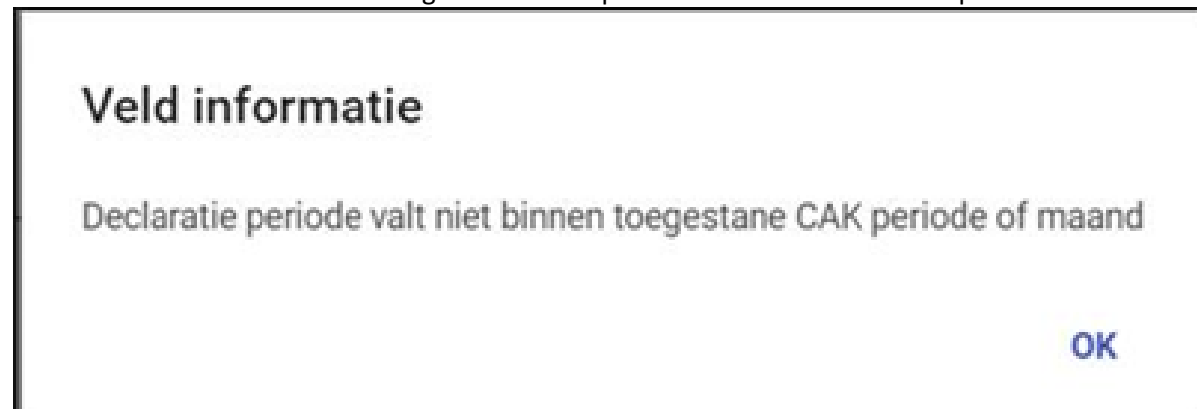 Veld informatie
Declaratie periode valt niet binnen toegestane CAK periode of maand
OK